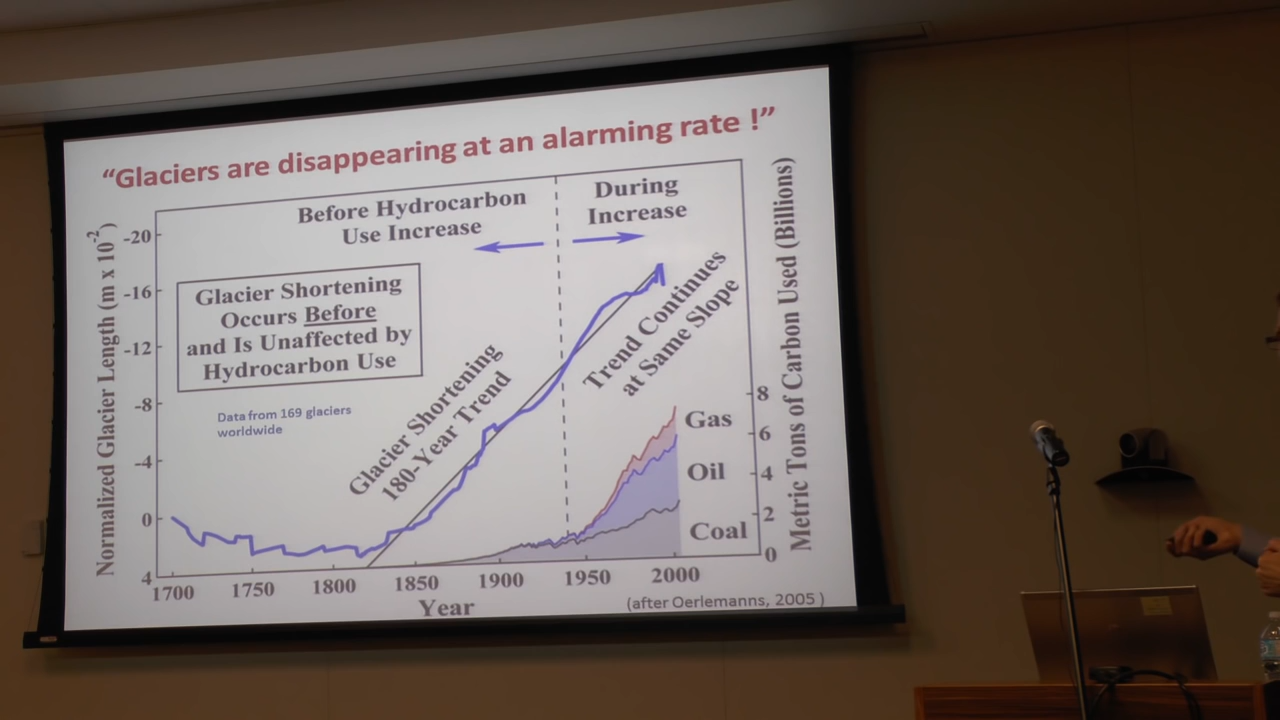 “Glaciers are disappearing at an alarming rate !”
Before Hydrocarbon
Use Increase
During
Increase
Glacier Shortening
Occurs Before
and Is Unaffected by
Hydrocarbon Use
Data from 169 glaciers
worldwide
Glacier Shortening
180-Year Trend
Trend Continues
at Same Slope
Gas
Oil
Coal
Normalized Glacier Length (m x 10-2)
-20
-16
-12
-8
-4
0
4
Metric Tons of Carbon Used (Billions)
8
6
4
2
0
1700 1750 1800 1850 1900 1950 2000
Year
(after Oerlemanns, 2005 )